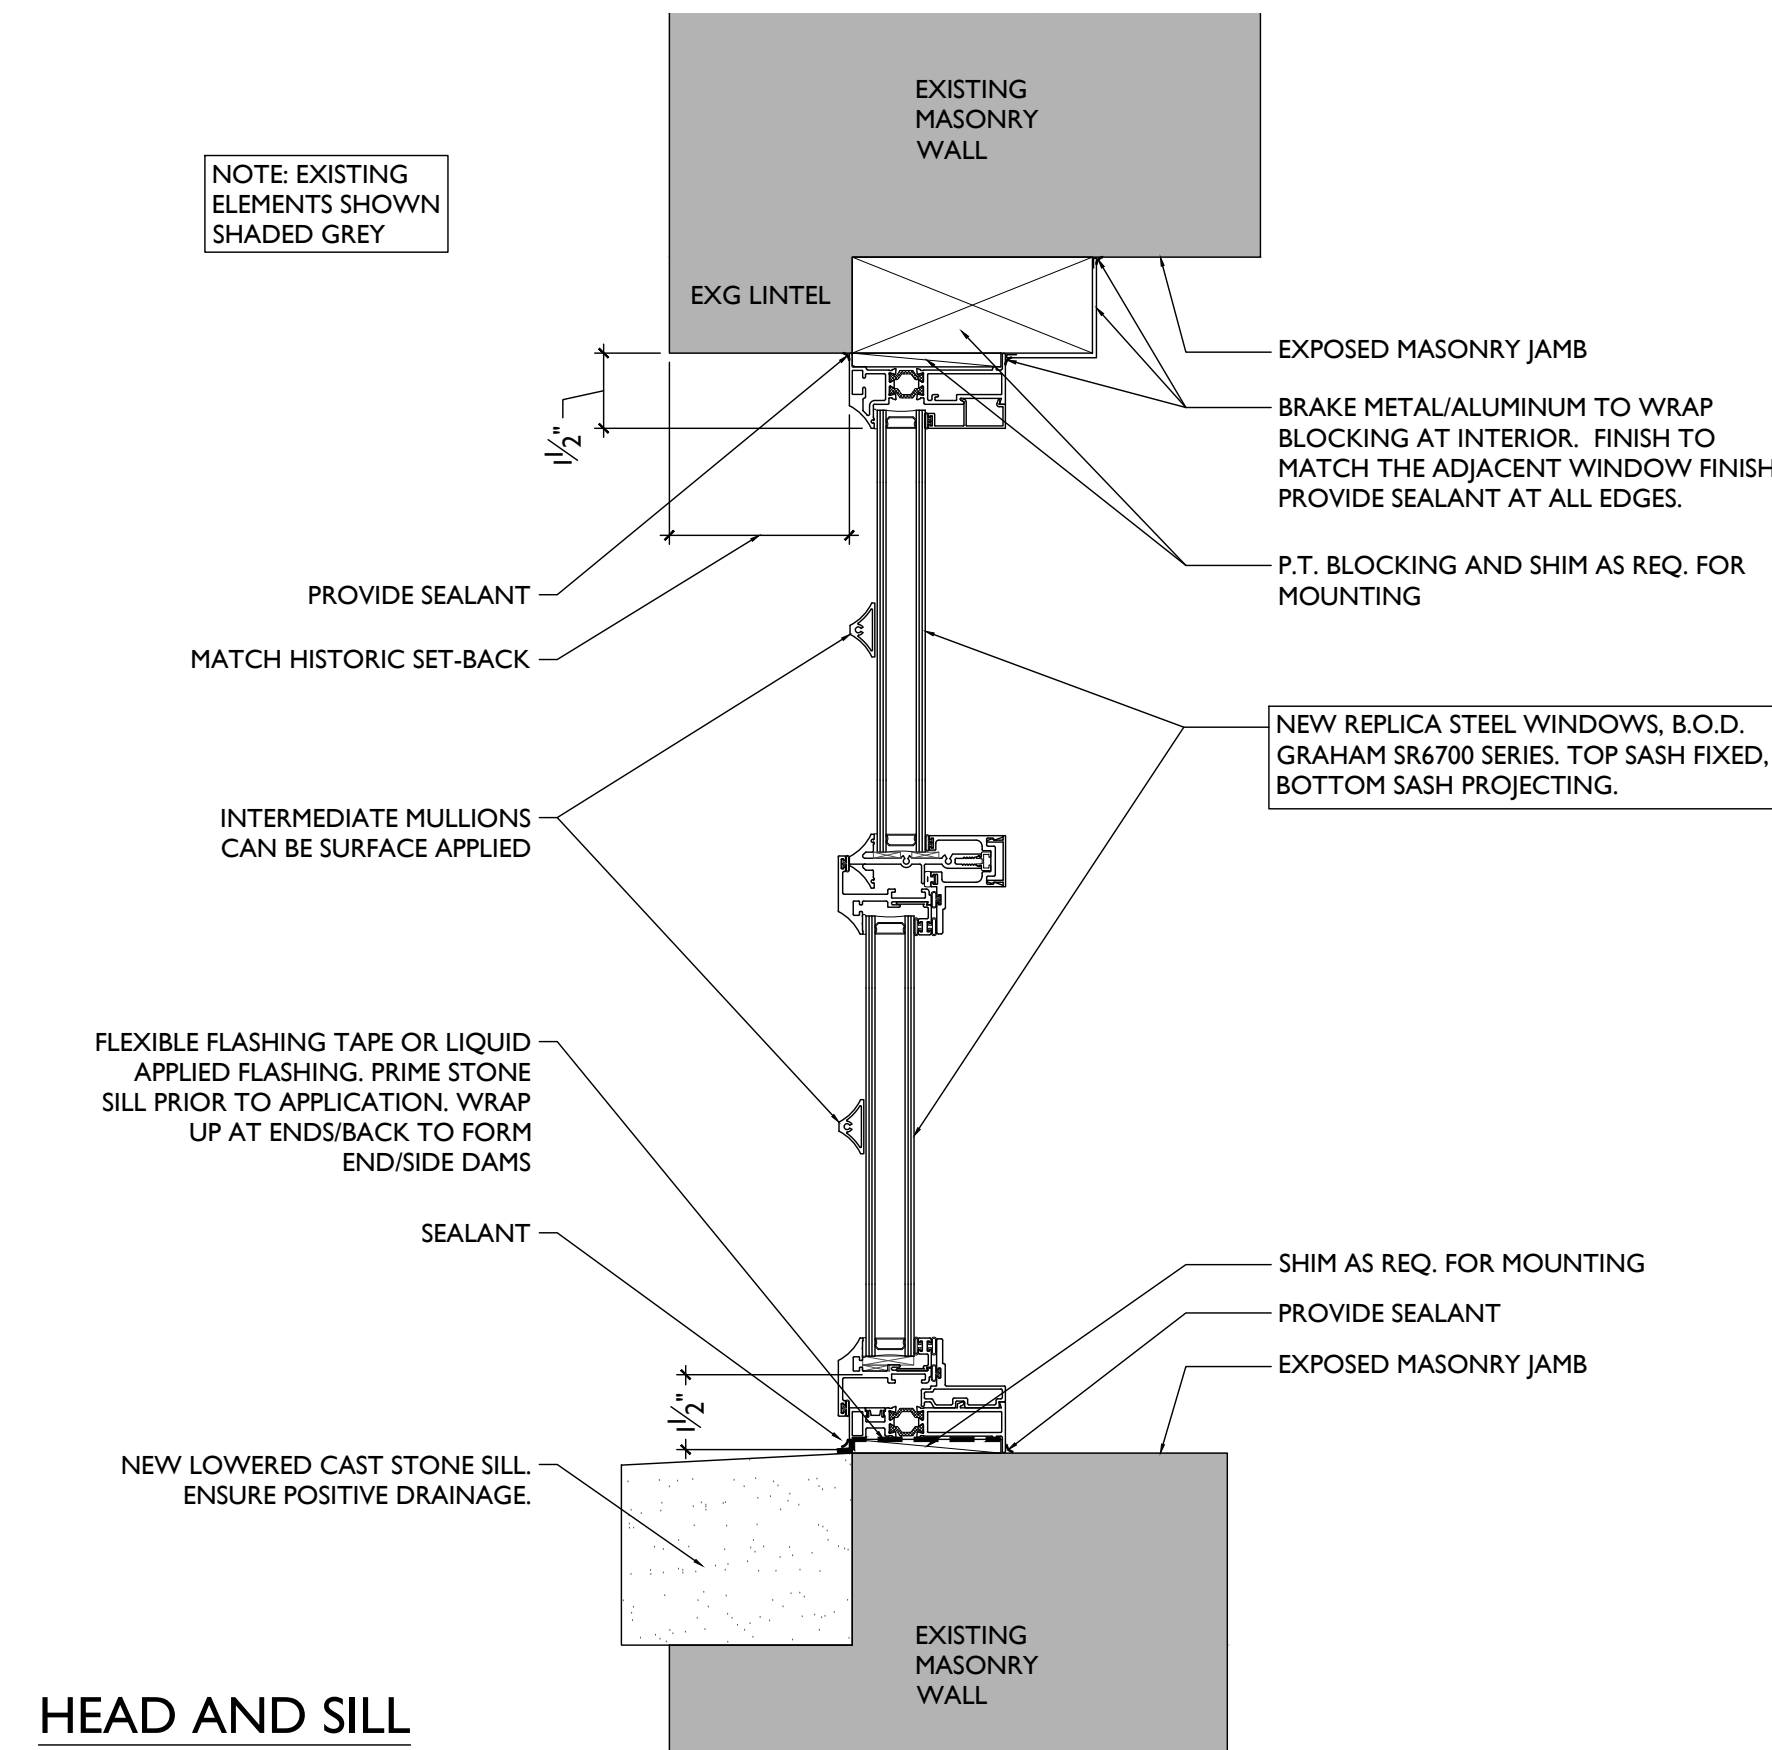 EXISTING
MASONRY
WALL
NOTE: EXISTING
ELEMENTS SHOWN
SHADED GREY
EXG LINTEL
EXPOSED MASONRY JAMB
1 1/2"
BRAKE METAL/ALUMINUM TO WRAP
BLOCKING AT INTERIOR. FINISH TO
MATCH THE ADJACENT WINDOW FINISH
PROVIDE SEALANT AT ALL EDGES.
P.T. BLOCKING AND SHIM AS REQ. FOR
MOUNTING
PROVIDE SEALANT
MATCH HISTORIC SET-BACK
NEW REPLICA STEEL WINDOWS, B.O.D.
GRAHAM SR6700 SERIES. TOP SASH FIXED,
BOTTOM SASH PROJECTING.
INTERMEDIATE MULLIONS
CAN BE SURFACE APPLIED
FLEXIBLE FLASHING TAPE OR LIQUID
APPLIED FLASHING. PRIME STONE
SILL PRIOR TO APPLICATION. WRAP
UP AT ENDS/BACK TO FORM
END/SIDE DAMS
SEALANT
SHIM AS REQ. FOR MOUNTING
PROVIDE SEALANT
EXPOSED MASONRY JAMB
1 1/2"
NEW LOWERED CAST STONE SILL.
ENSURE POSITIVE DRAINAGE.
EXISTING
MASONRY
WALL
HEAD AND SILL